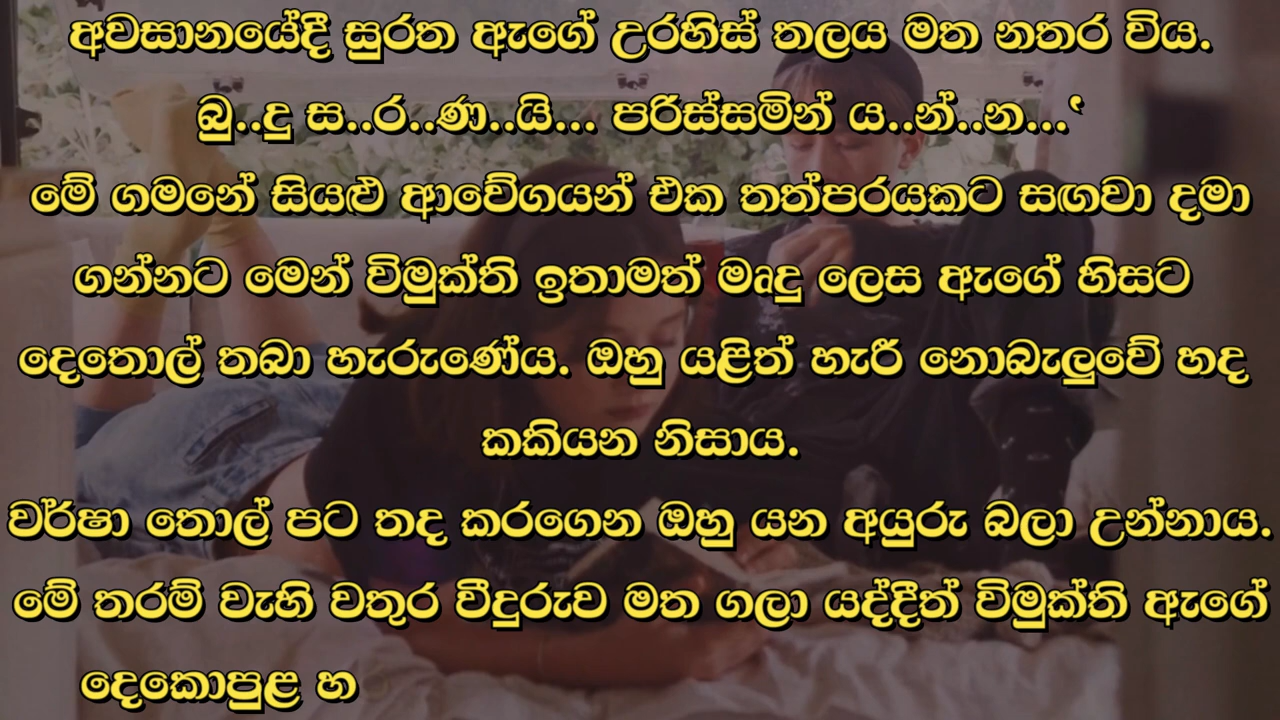 අවසානයේදී සුරත ඇගේ උරහිස් තලය මත නතර විය.
බු..දු ස..ර..ණ..යි... පරිස්සමින් ය..න්..න...‛
මේ ගමනේ සියළු ආවේගයන් එක තත්පරයකට සඟවා දමා
ගන්නට මෙන් විමුක්ති ඉතාමත් මෘදු ලෙස ඇගේ හිසට
දෙතොල් තබා හැරුණේය. ඔහු යළිත් හැරී නොබැලුවේ හද
කකියන නිසාය.
වර්ෂා තොල් පට තද කරගෙන ඔහු යන අයුරු බලා උන්නාය.
මේ තරම් වැහි වතුර වීදුරුව මත ගලා යද්දීත් විමුක්ති ඇගේ
දෙකොපුළ හ